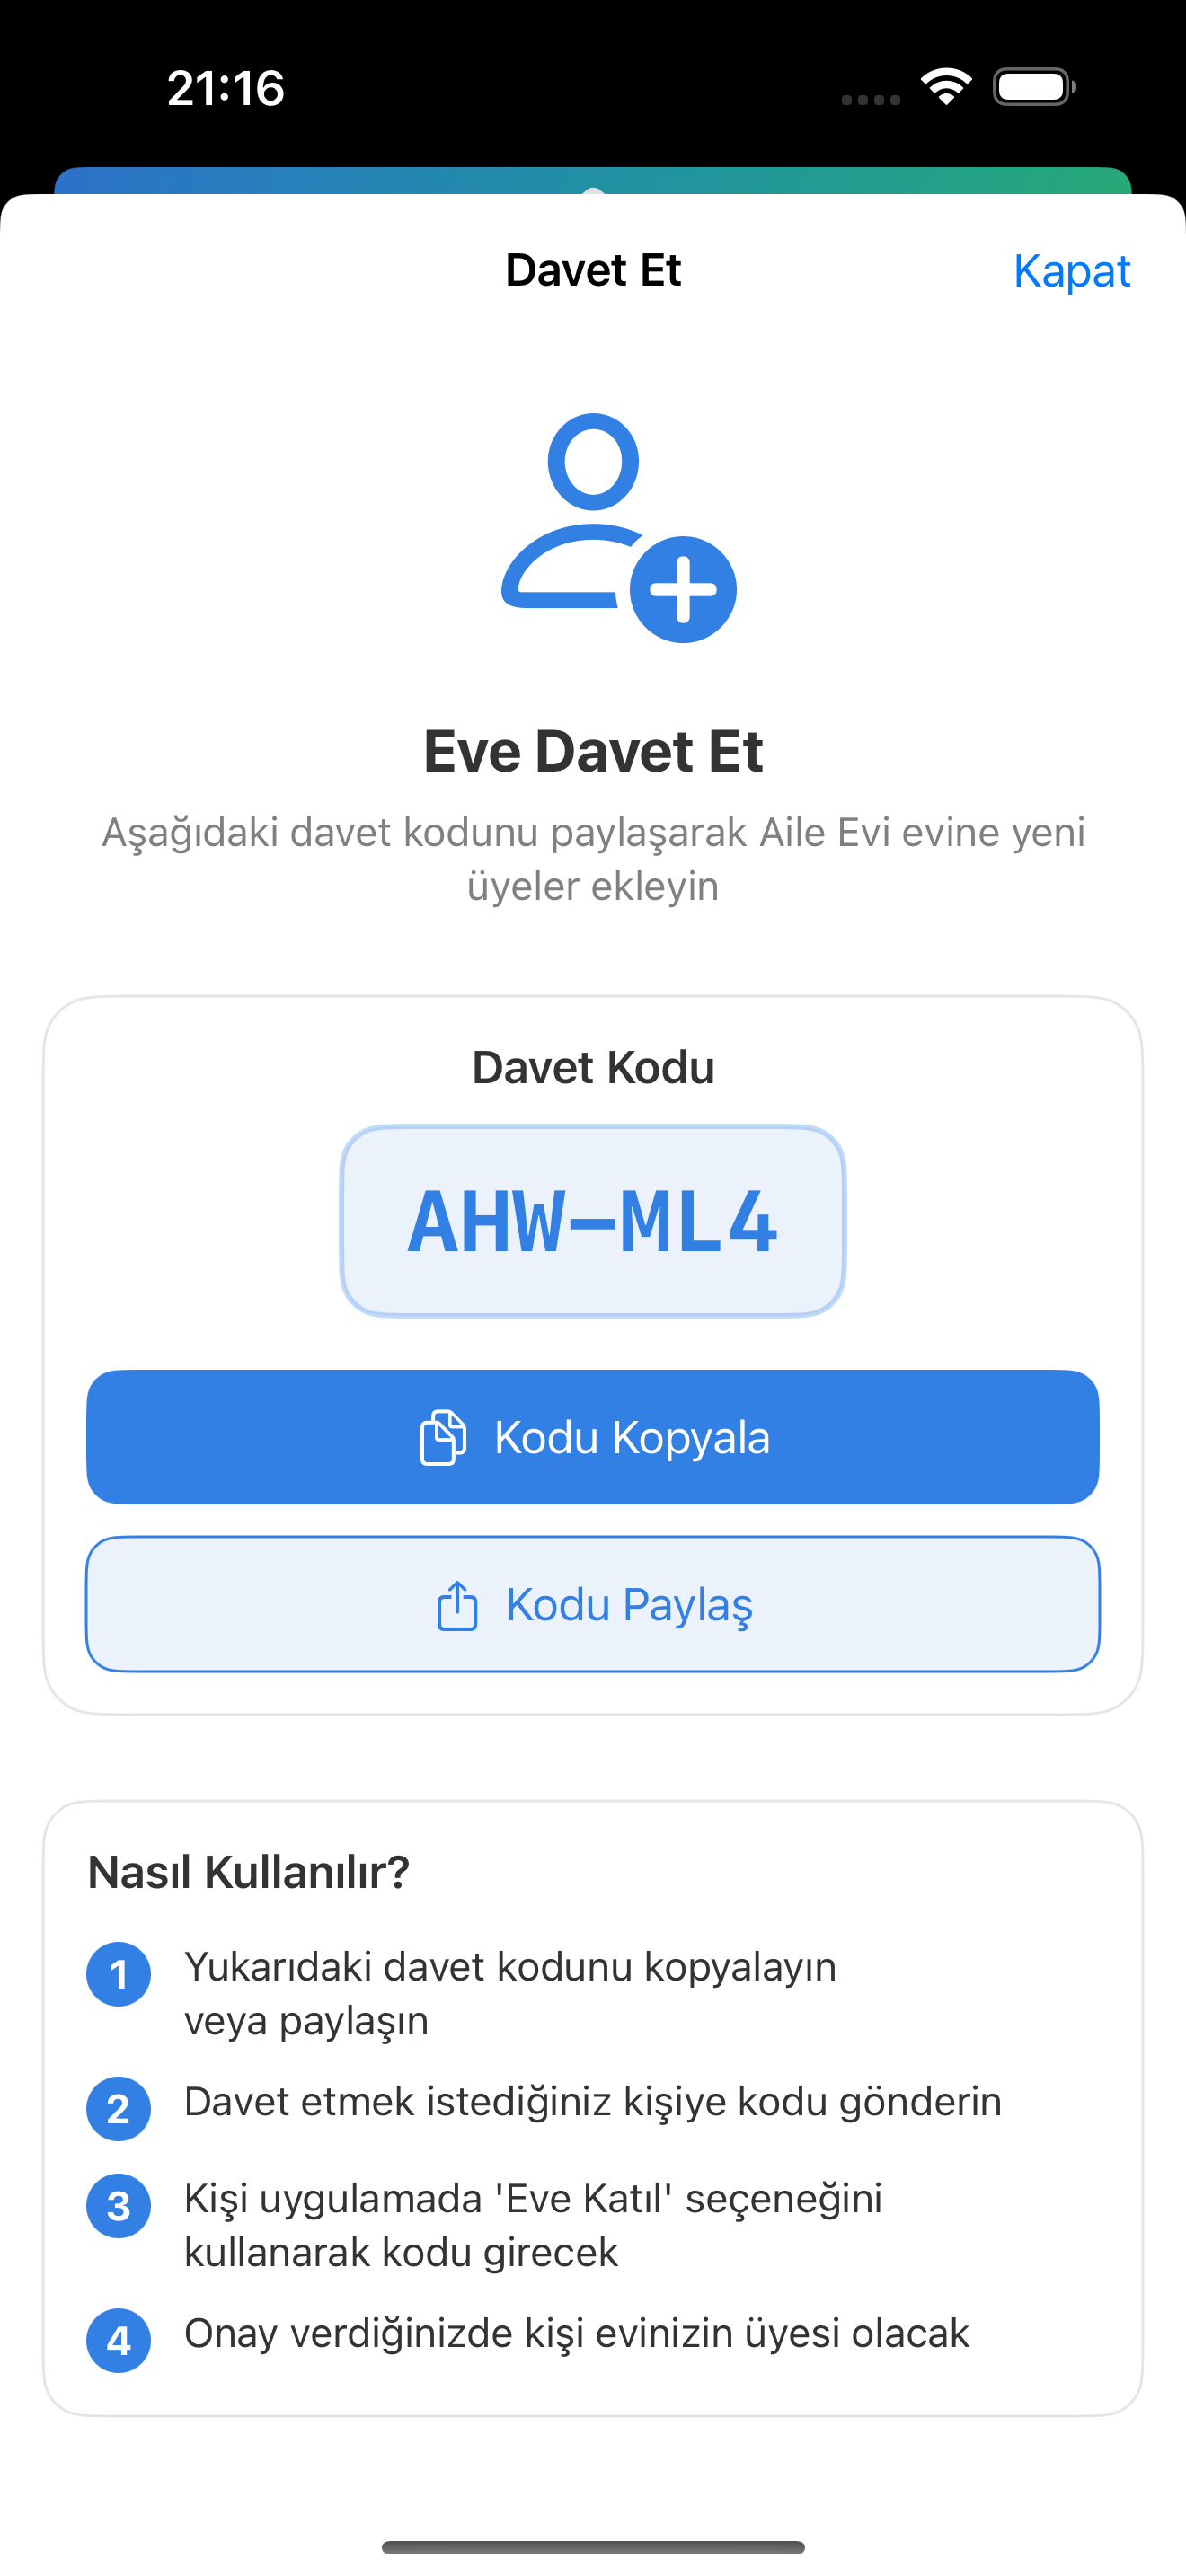 21:16
Davet Et
Kapat
Eve Davet Et
Aşağıdaki davet kodunu paylaşarak Aile Evi evine yeni
üyeler ekleyin
Davet Kodu
AHW–ML4
Kodu Kopyala
Kodu Paylaş
Nasıl Kullanılır?
1 Yukarıdaki davet kodunu kopyalayın
veya paylaşın
2 Davet etmek istediğiniz kişiye kodu gönderin
3 Kişi uygulamada 'Eve Katıl' seçeneğini
kullanarak kodu girecek
4 Onay verdiğinizde kişi evinizin üyesi olacak